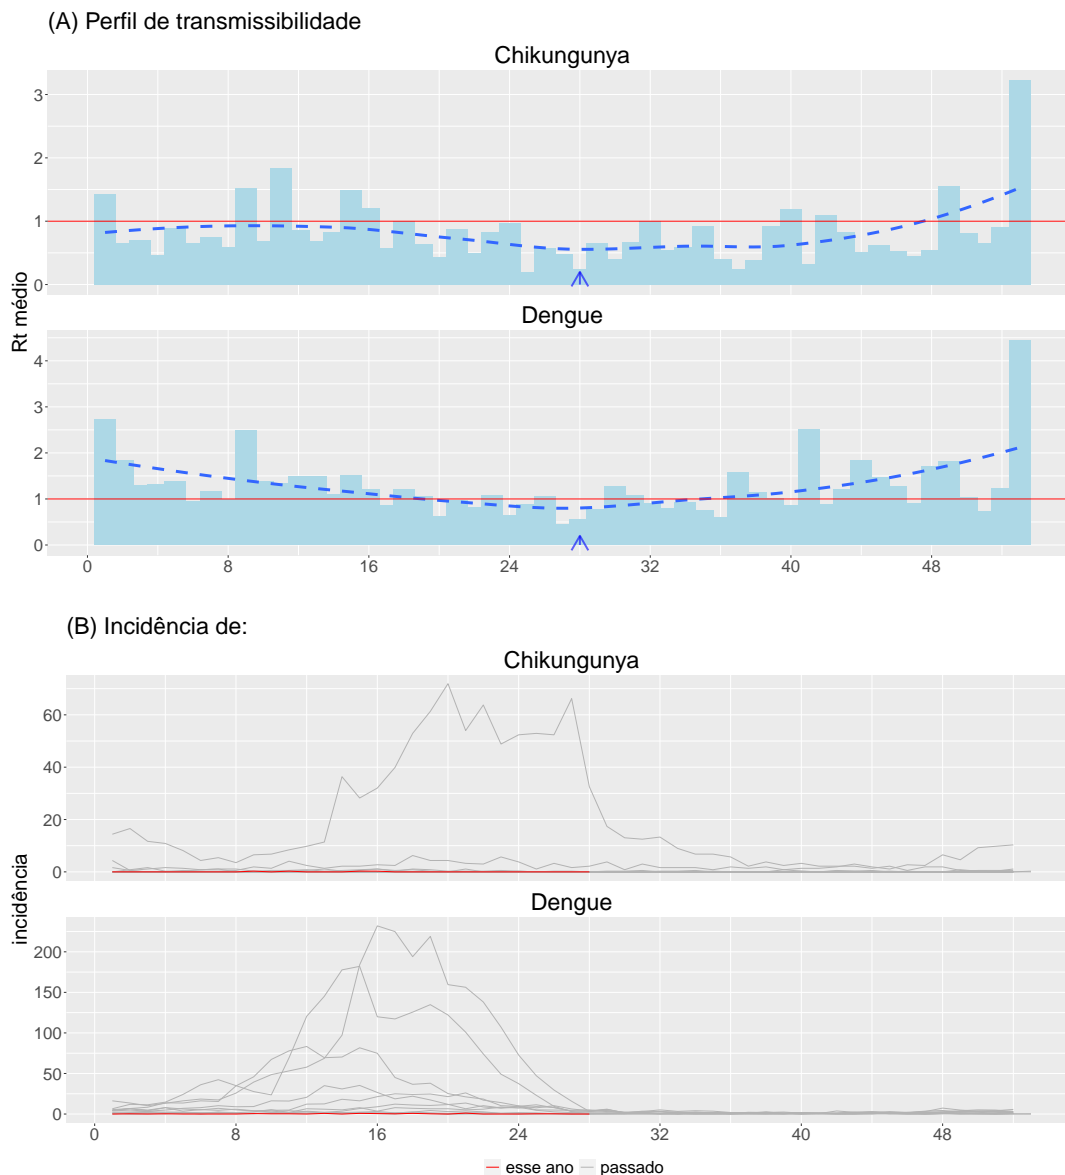 (A) Perfil de transmissibilidade
Chikungunya
3
2
1
0
Rt médio
Dengue
4
3
2
1
0
0 8 16 24 32 40 48
(B) Incidência de:
Chikungunya
60
40
20
0
incidência
Dengue
200
150
100
50
0
0 8 16 24 32 40 48
esse ano passado